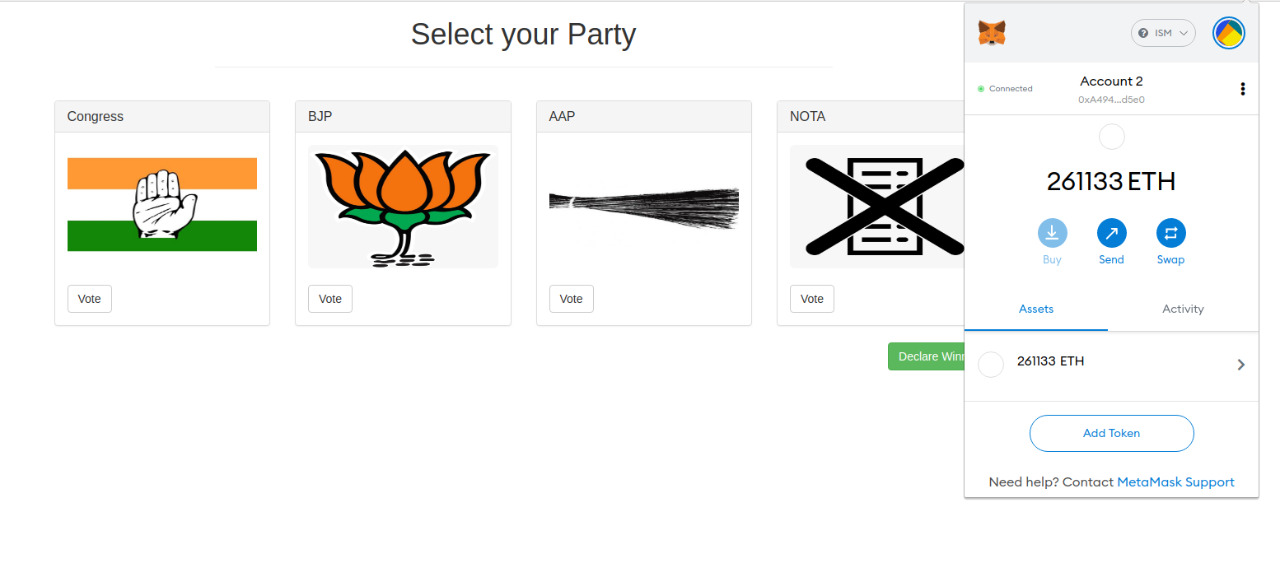 Select your Party
Congress
BJP
AAP
NOTA
Vote
Vote
Vote
Vote
Declare Winn
ISM
Connected
Account 2
0xA494...d5e0
261133 ETH
Buy
Send
Swap
Assets
Activity
261133 ETH
Add Token
Need help? Contact MetaMask Support